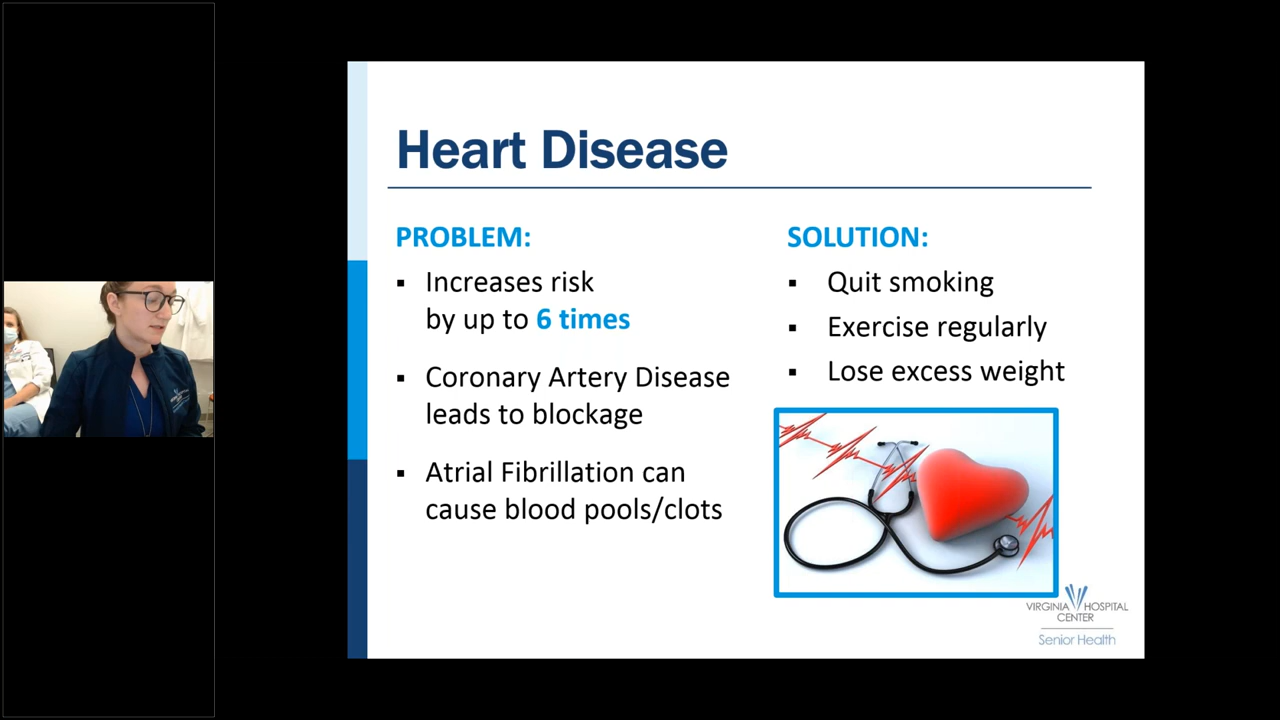 Heart Disease
PROBLEM:
▪ Increases risk
by up to 6 times
▪ Coronary Artery Disease
leads to blockage
▪ Atrial Fibrillation can
cause blood pools/clots
SOLUTION:
▪ Quit smoking
▪ Exercise regularly
▪ Lose excess weight
VIRGINIA HOSPITAL
CENTER
Senior Health